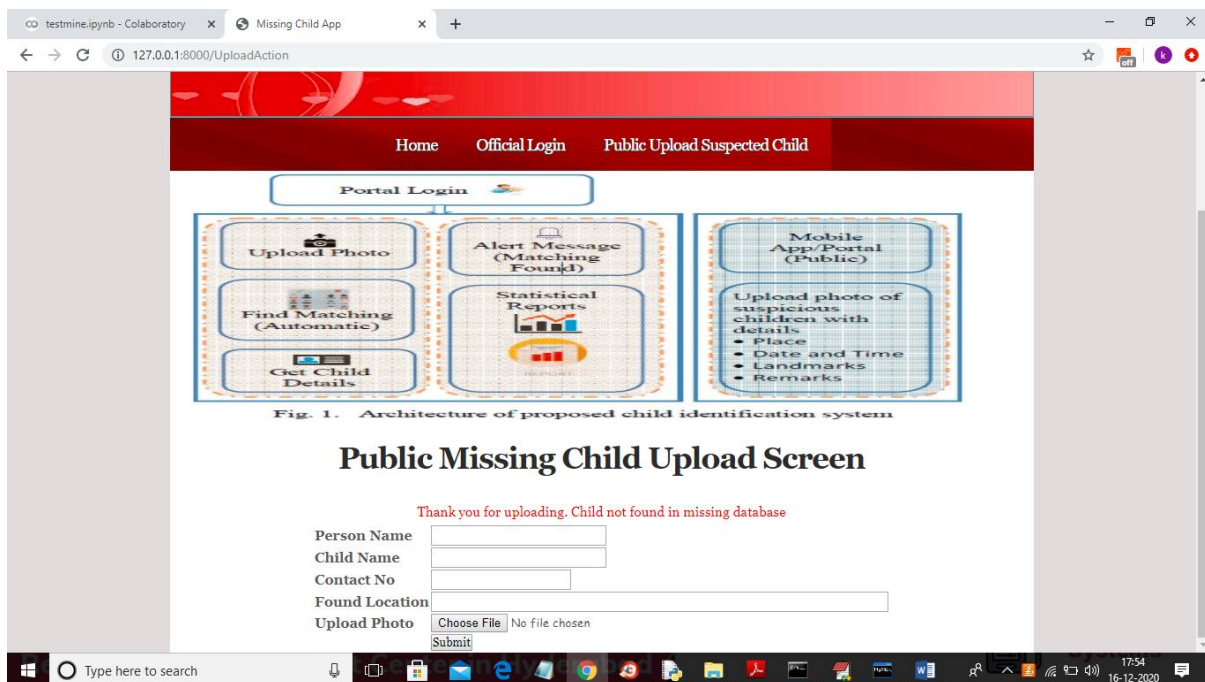 testmine.ipynb - Colaboratory
Missing Child App
127.0.0.1:8000/UploadAction
off
k
Home Official Login Public Upload Suspected Child
Portal Login
Upload Photo
Find Matching
(Automatic)
Get Child
Details
Alert Message
(Matching
Found)
Statistical
Reports
Mobile
App/Portal
(Public)
Upload photo of
suspicious
children with
details
• Place
• Date and Time
• Landmarks
• Remarks
Fig. 1. Architecture of proposed child identification system
Public Missing Child Upload Screen
Thank you for uploading. Child not found in missing database
Person Name
Child Name
Contact No
Found Location
Upload Photo Choose File No file chosen
Submit
Type here to search
17:54
16-12-2020